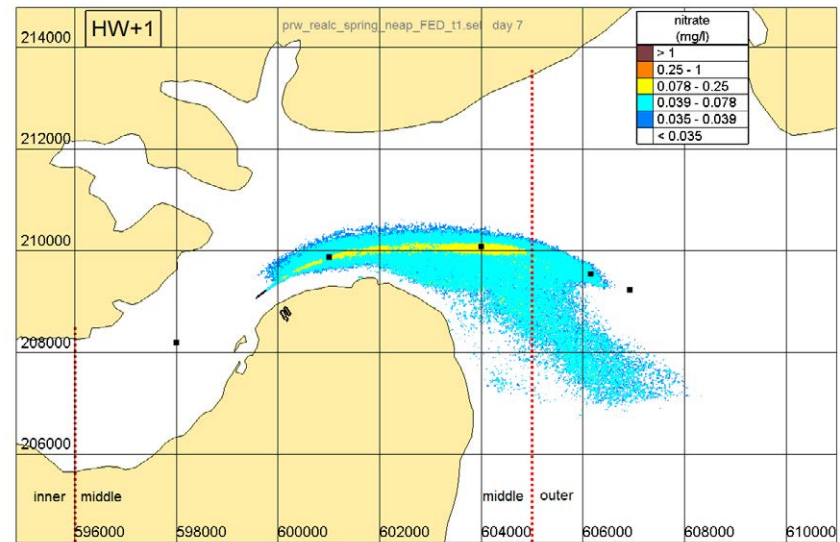 HW+1
prw_realc_spring_neap_FED_t1.sel day 7
nitrate
(mg/l)
> 1
0.25 - 1
0.078 - 0.25
0.039 - 0.078
0.035 - 0.039
< 0.035
214000
212000
210000
208000
206000
inner middle
middle outer
596000 598000 600000 602000 604000 606000 608000 610000